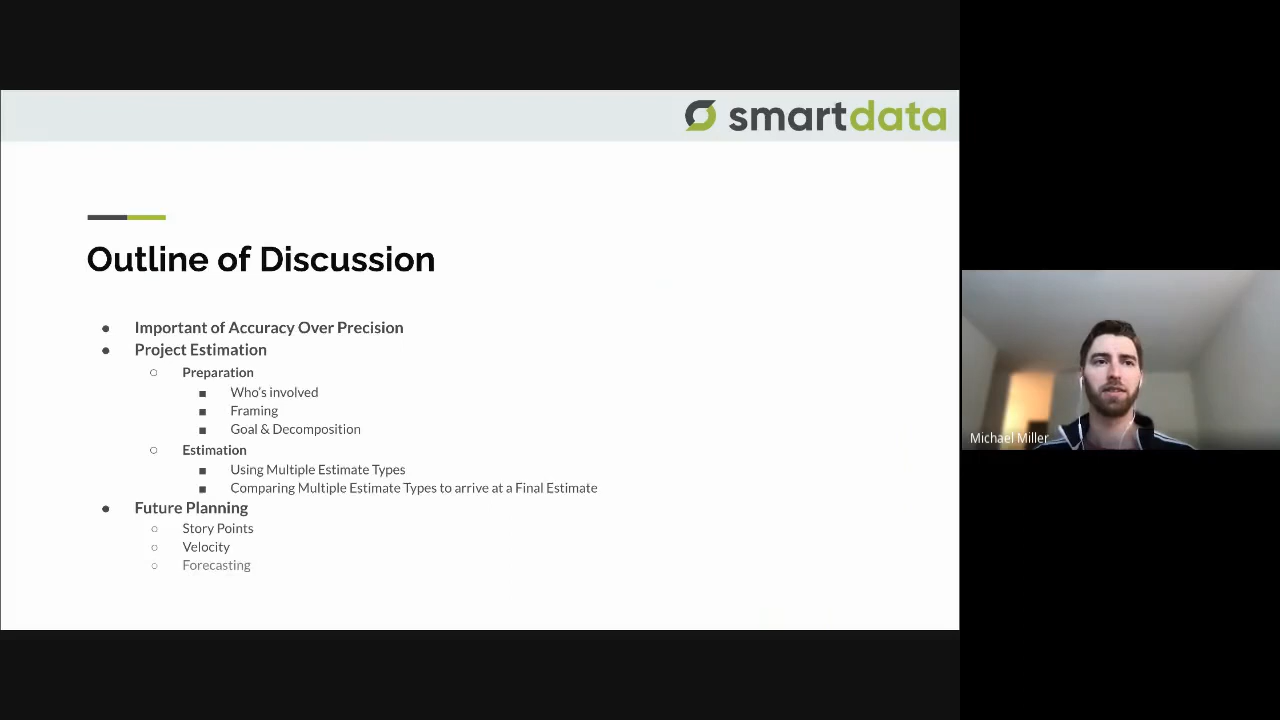 smartdata
Outline of Discussion
● Important of Accuracy Over Precision
● Project Estimation
○ Preparation
■ Who's involved
■ Framing
■ Goal & Decomposition
○ Estimation
■ Using Multiple Estimate Types
■ Comparing Multiple Estimate Types to arrive at a Final Estimate
● Future Planning
○ Story Points
○ Velocity
○ Forecasting
Michael Miller